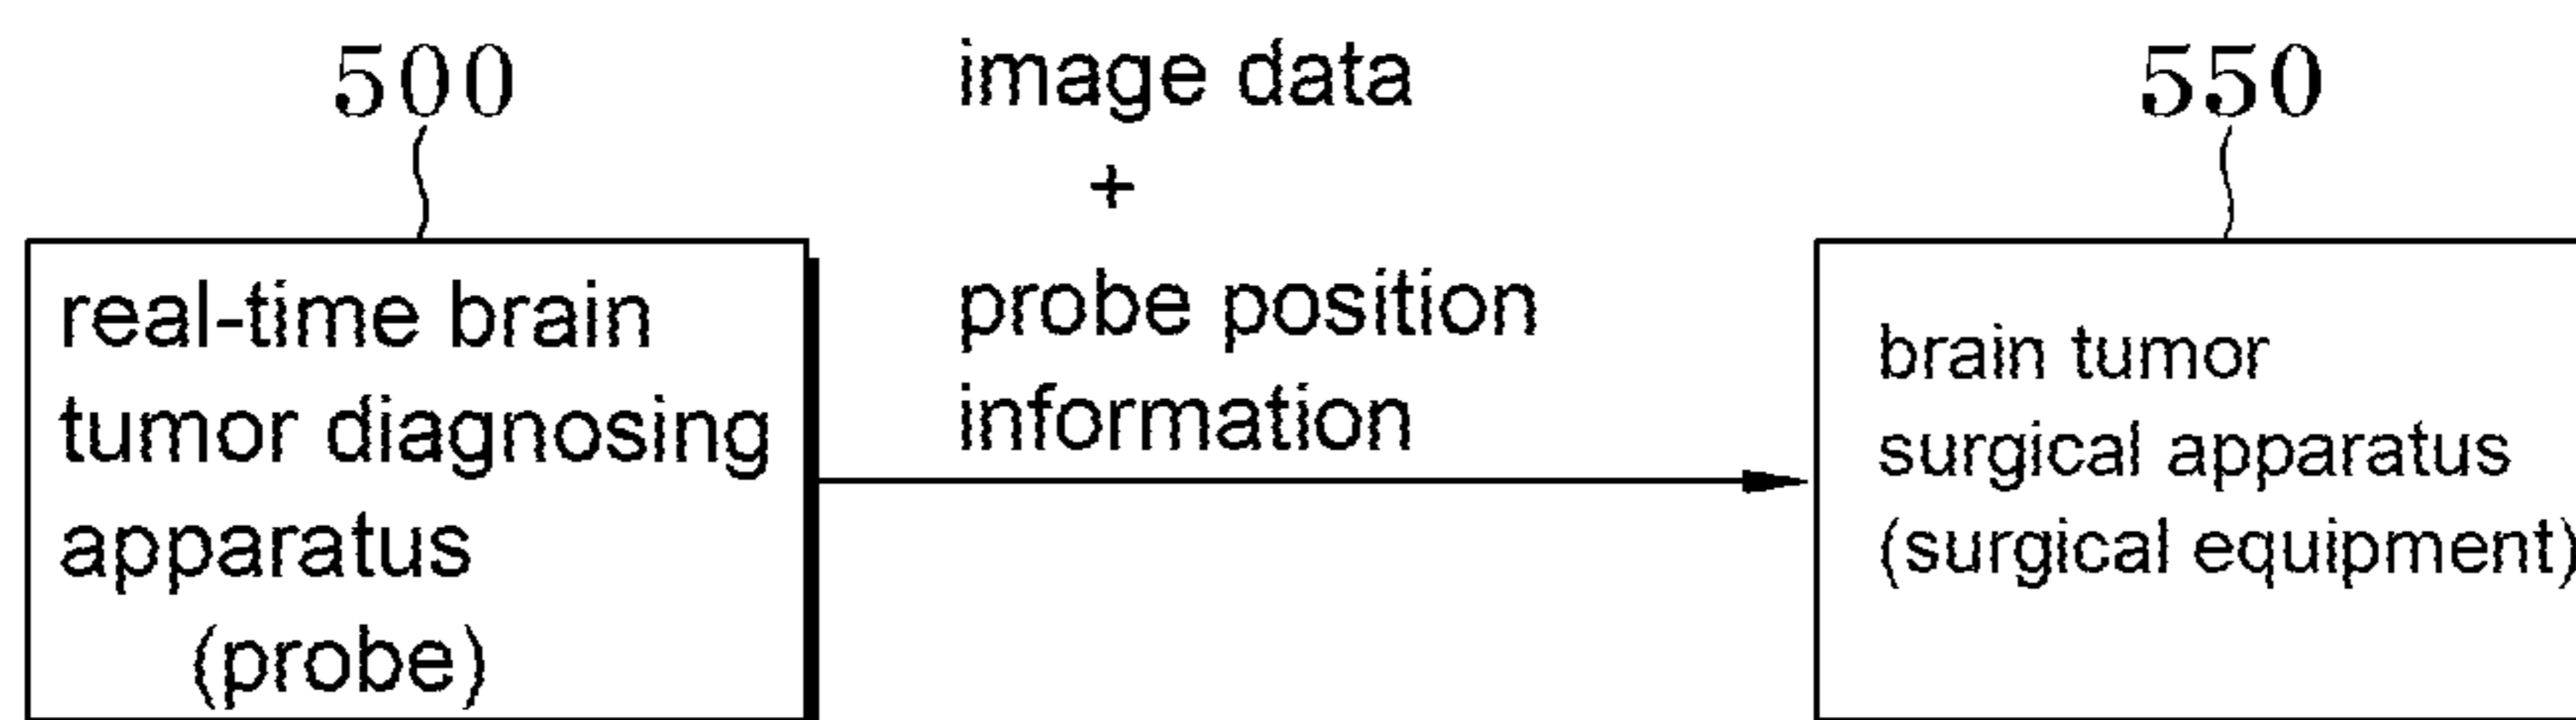 500
real-time brain
tumor diagnosing
apparatus
(probe)
image data
+
probe position
information
550
brain tumor
surgical apparatus
(surgical equipment)